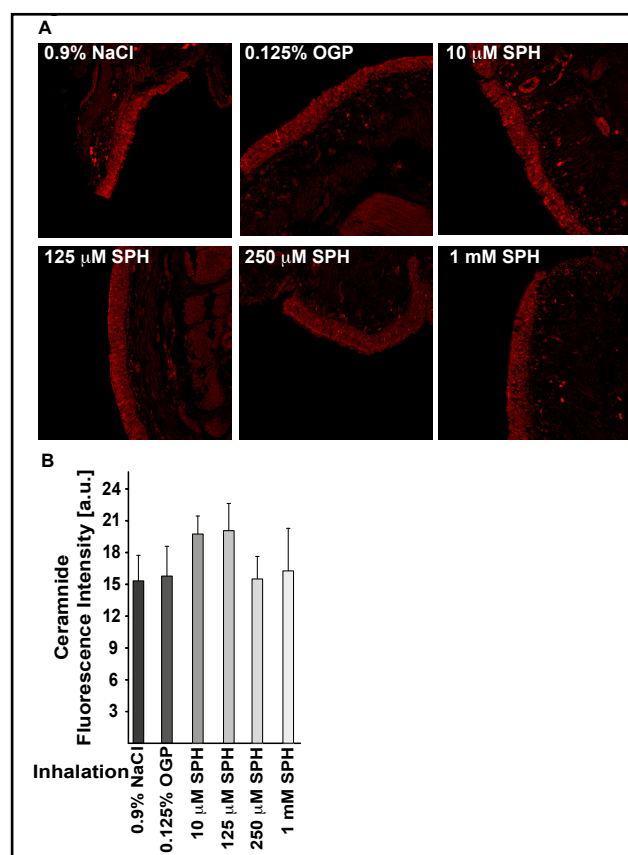 A
0.9% NaCl
0.125% OGP
10 µM SPH
125 µM SPH
250 µM SPH
1 mM SPH
B
Ceramnide
Fluorescence Intensity [a.u.]
24
21
18
15
12
9
6
3
Inhalation
0.9% NaCl
0.125% OGP
10 µM SPH
125 µM SPH
250 µM SPH
1 mM SPH